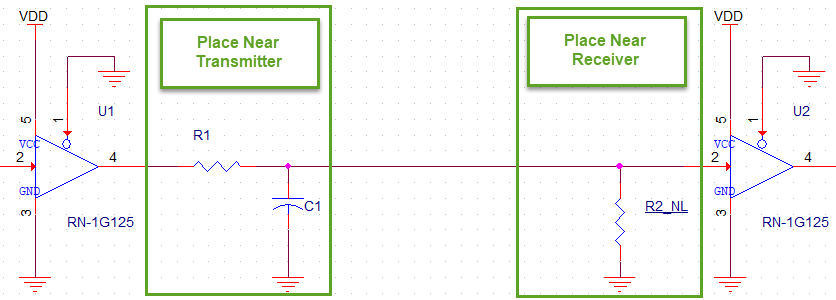 VDD
Place Near
Transmitter
Place Near
Receiver
VDD
U1
U2
5
1
5
1
R1
VCC
2
4
VCC
2
4
GND
GND
C1
R2_NL
3
RN-1G125
3
RN-1G125